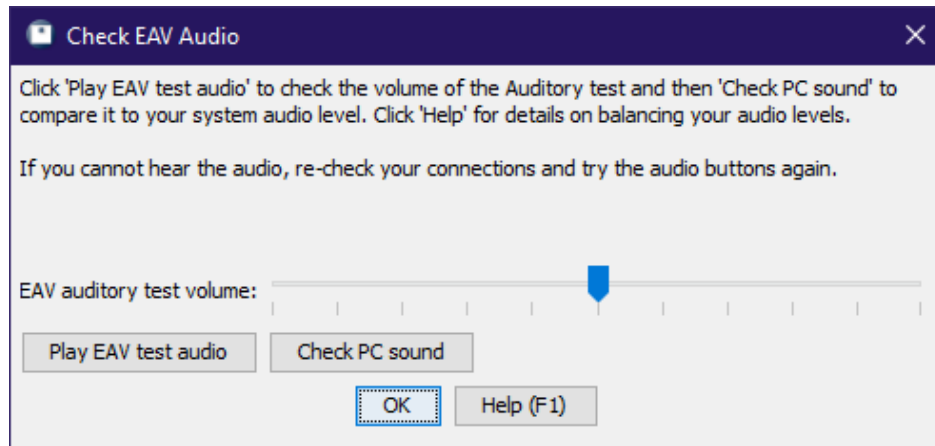 Check EAV Audio
Click 'Play EAV test audio' to check the volume of the Auditory test and then 'Check PC sound' to
compare it to your system audio level. Click 'Help' for details on balancing your audio levels.
If you cannot hear the audio, re-check your connections and try the audio buttons again.
EAV auditory test volume:
Play EAV test audio
Check PC sound
OK
Help (F1)